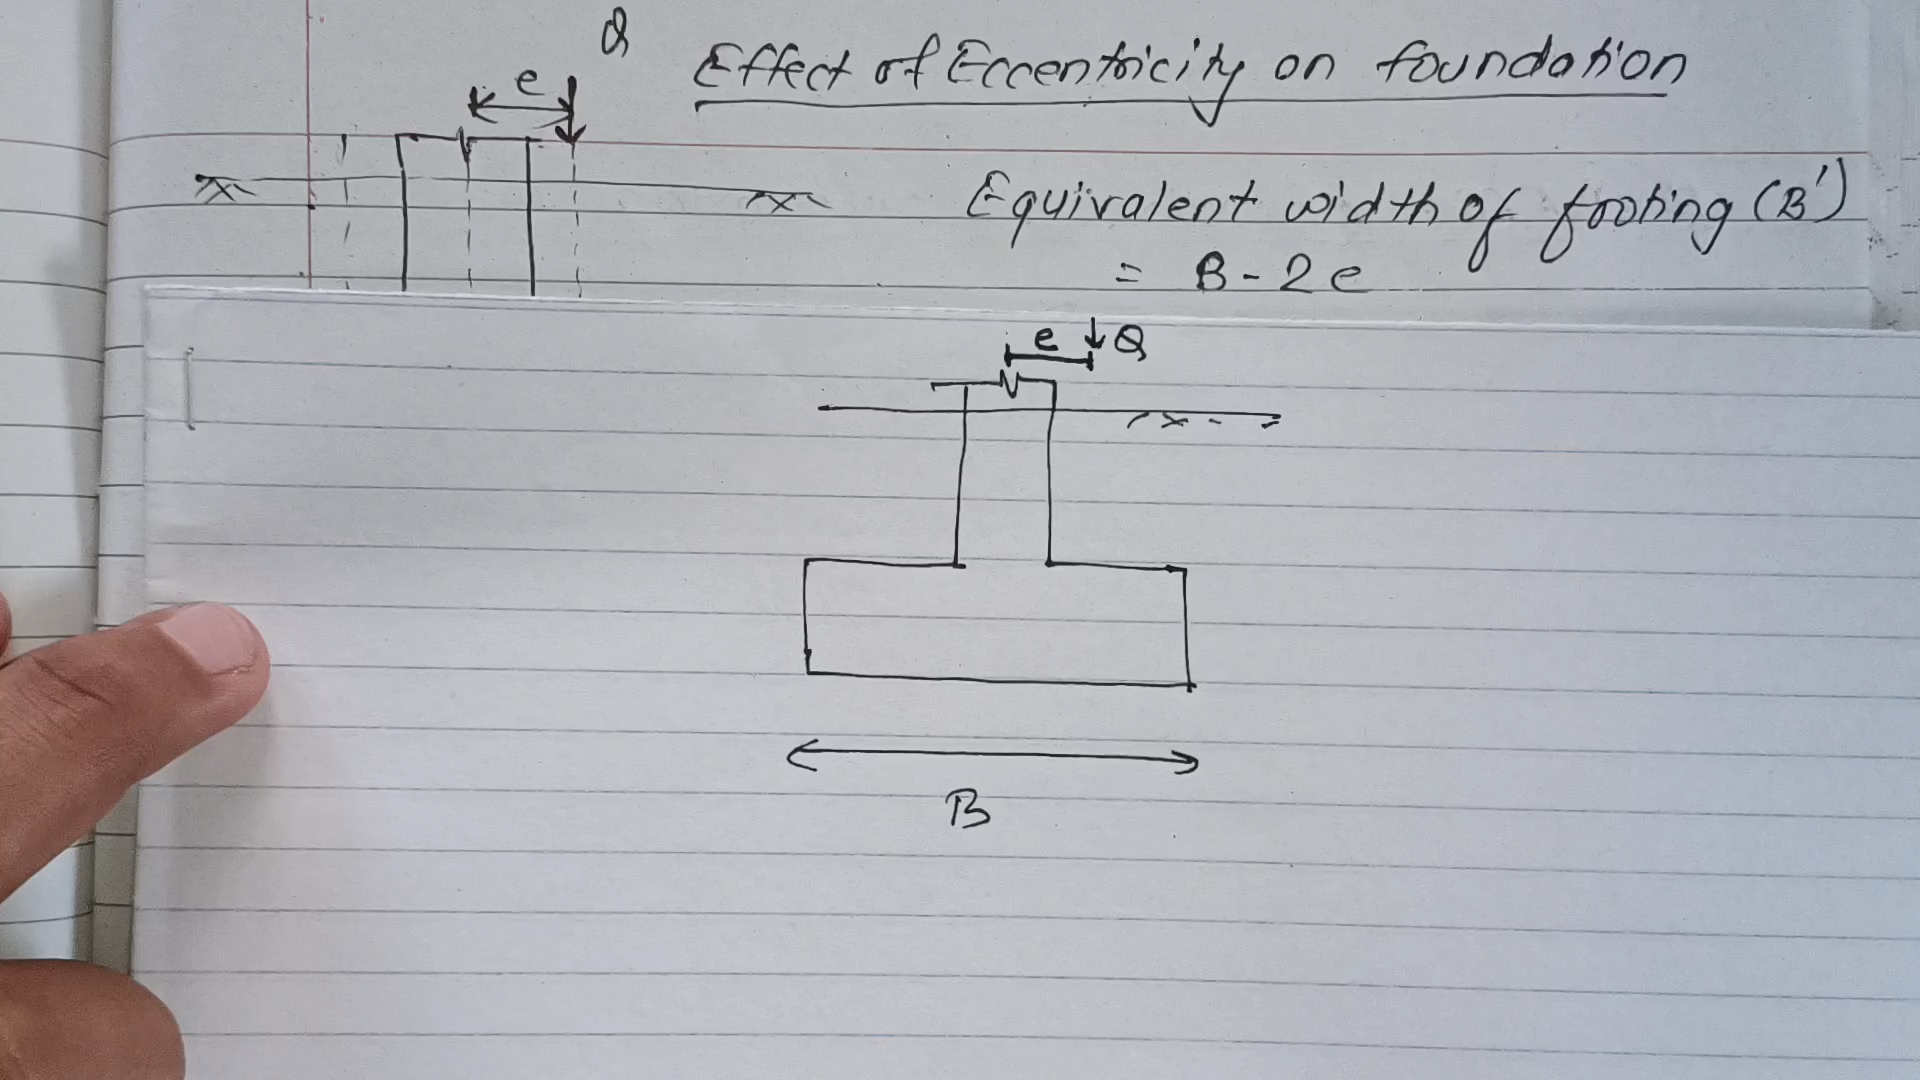 Q
e
Effect of Eccentricity on foundation
Equivalent width of footing (B')
= B - 2e
e Q
B